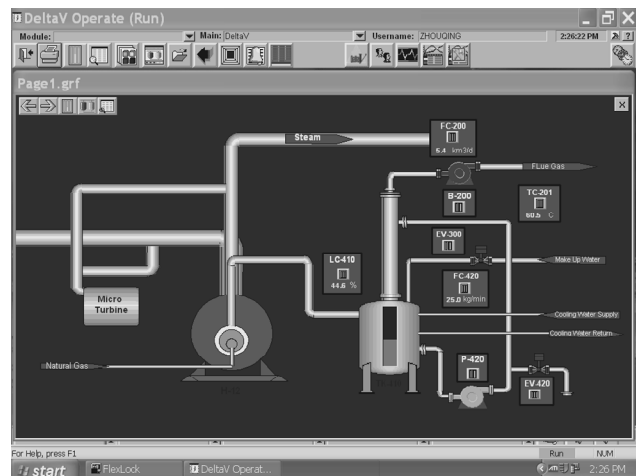 DeltaV Operate (Run)
Module: Main: DeltaV Username: ZHOUQING 2:26:22 PM
Page1.grf
Steam
FC-200
5.4 km3/d
FLue Gas
B-200
TC-201
60.5 C
EV-300
LC-410
44.6 %
Make Up Water
FC-420
25.0 kg/min
Micro
Turbine
Cooling Water Supply
Cooling Water Return
Natural Gas
P-420
EV-420
For Help, press F1 Run NUM
start FlexLock DeltaV Operat... 2:26 PM